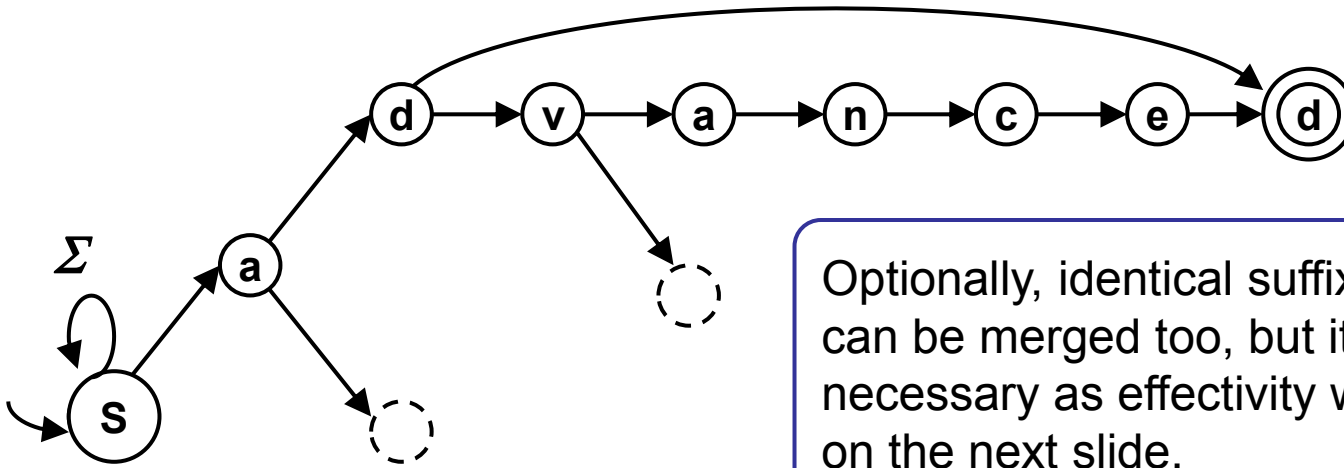 d v a n c e d
a
Σ
S
Optionally, identical suffix
can be merged too, but it
necessary as effectivity w
on the next slide.